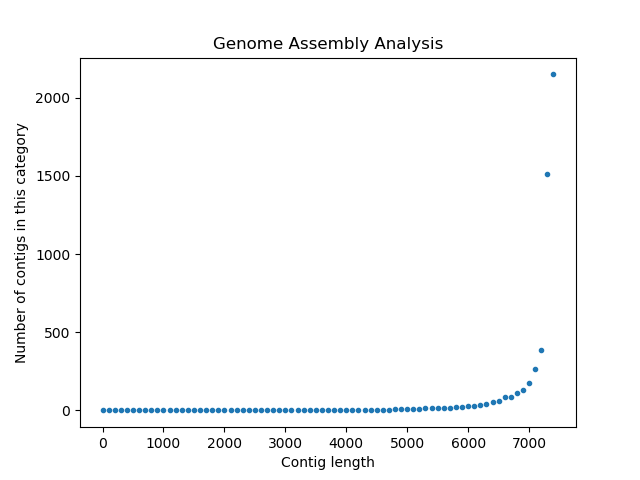 Genome Assembly Analysis
2000
1500
1000
500
0
Number of contigs in this category
0 1000 2000 3000 4000 5000 6000 7000
Contig length